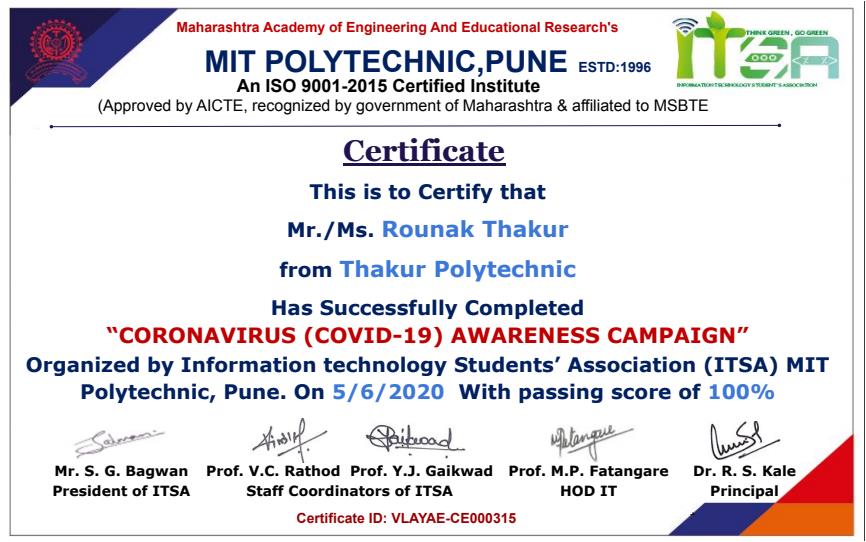 Maharashtra Academy of Engineering And Educational Research's
MIT POLYTECHNIC,PUNE ESTD:1996
An ISO 9001-2015 Certified Institute
(Approved by AICTE, recognized by government of Maharashtra & affiliated to MSBTE
THINK GREEN , GO GREEN
ITSA
INFORMATION TECHNOLOGY STUDENT'S ASSOCIATION
Certificate
This is to Certify that
Mr./Ms. Rounak Thakur
from Thakur Polytechnic
Has Successfully Completed
“CORONAVIRUS (COVID-19) AWARENESS CAMPAIGN”
Organized by Information technology Students’ Association (ITSA) MIT
Polytechnic, Pune. On 5/6/2020 With passing score of 100%
Mr. S. G. Bagwan Prof. V.C. Rathod Prof. Y.J. Gaikwad Prof. M.P. Fatangare Dr. R. S. Kale
President of ITSA Staff Coordinators of ITSA HOD IT Principal
Certificate ID: VLAYAE-CE000315